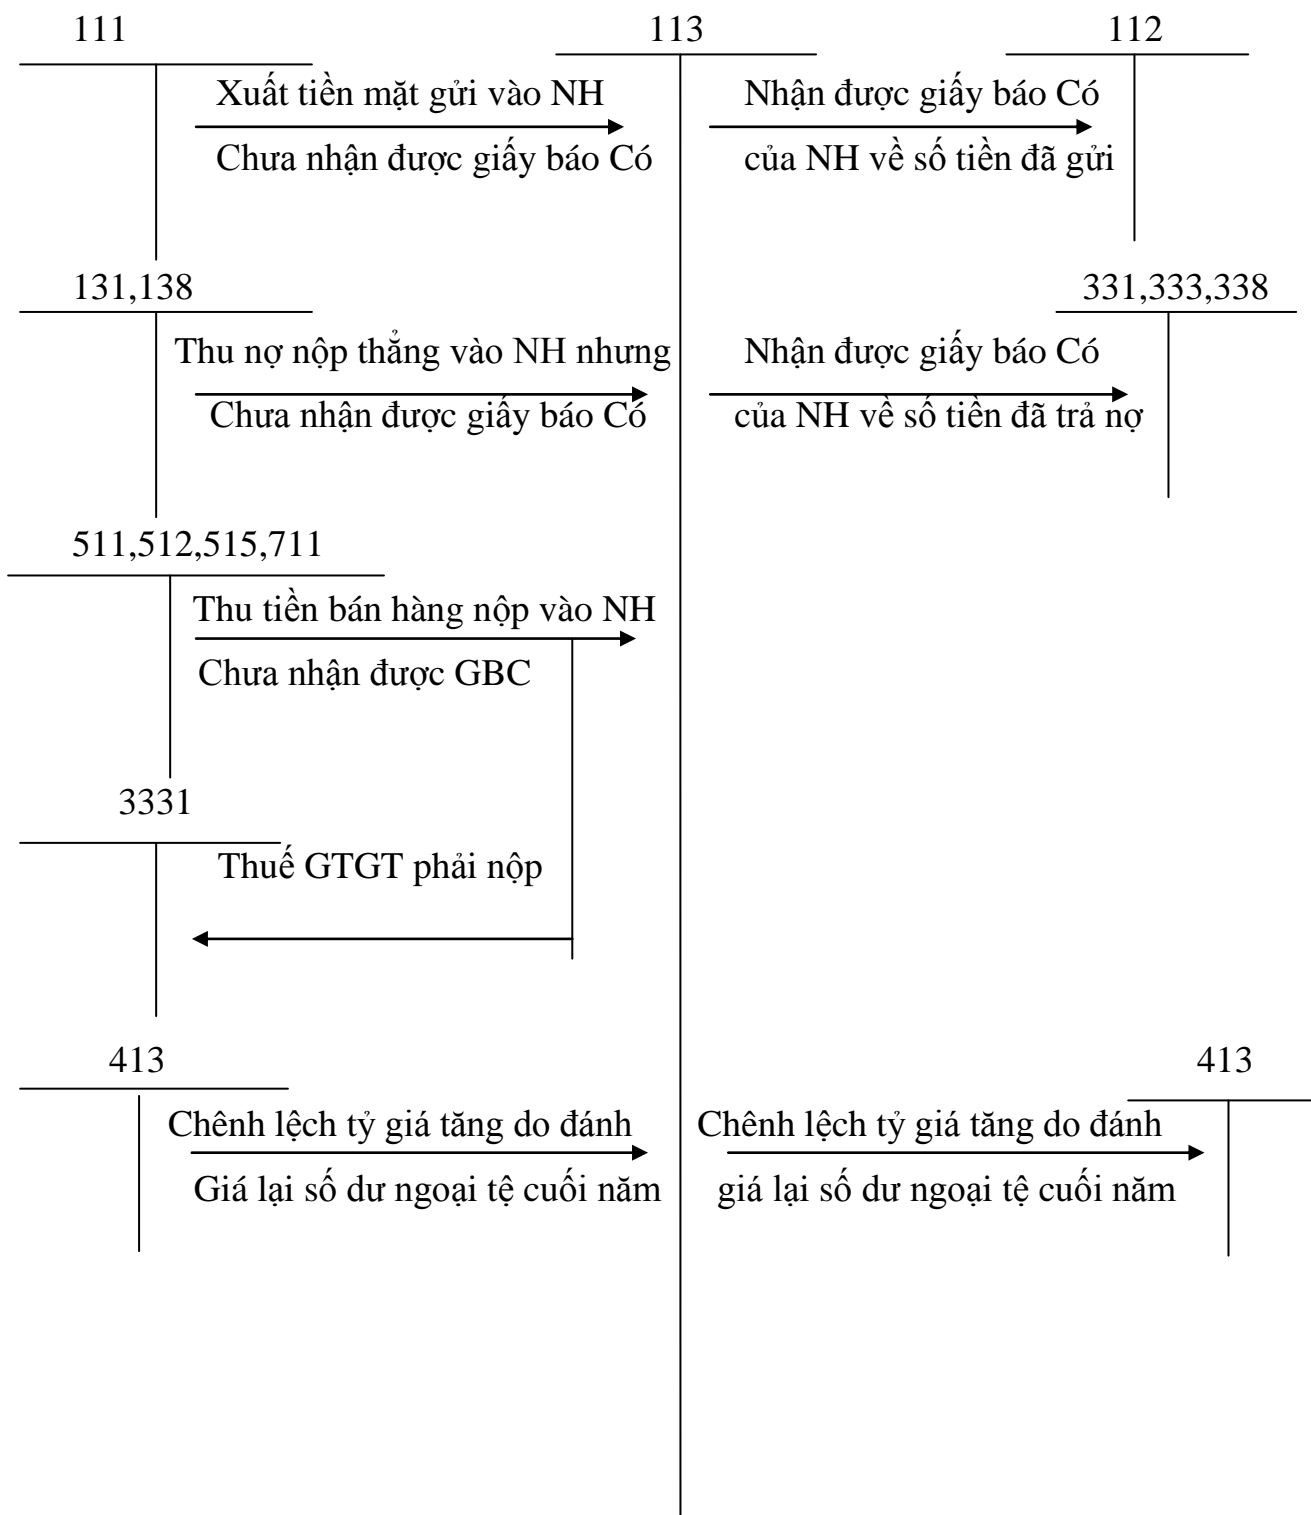 111
113
112
Xuất tiền mặt gửi vào NH
Chưa nhận được giấy báo Có
Nhận được giấy báo Có
của NH về số tiền đã gửi
131,138
331,333,338
Thu nợ nộp thẳng vào NH nhưng
Chưa nhận được giấy báo Có
Nhận được giấy báo Có
của NH về số tiền đã trả nợ
511,512,515,711
Thu tiền bán hàng nộp vào NH
Chưa nhận được GBC
3331
Thuế GTGT phải nộp
413
413
Chênh lệch tỷ giá tăng do đánh
Giá lại số dư ngoại tệ cuối năm
Chênh lệch tỷ giá tăng do đánh
giá lại số dư ngoại tệ cuối năm